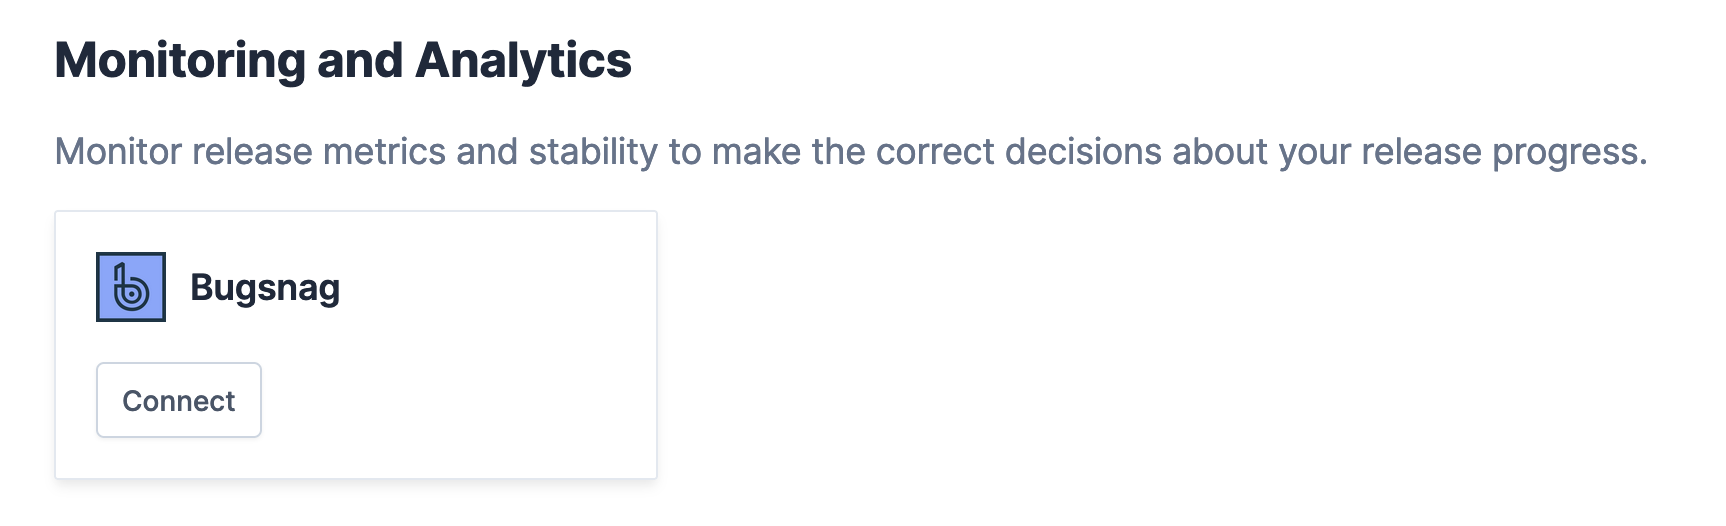 Monitoring and Analytics
Monitor release metrics and stability to make the correct decisions about your release progress.
Bugsnag
Connect